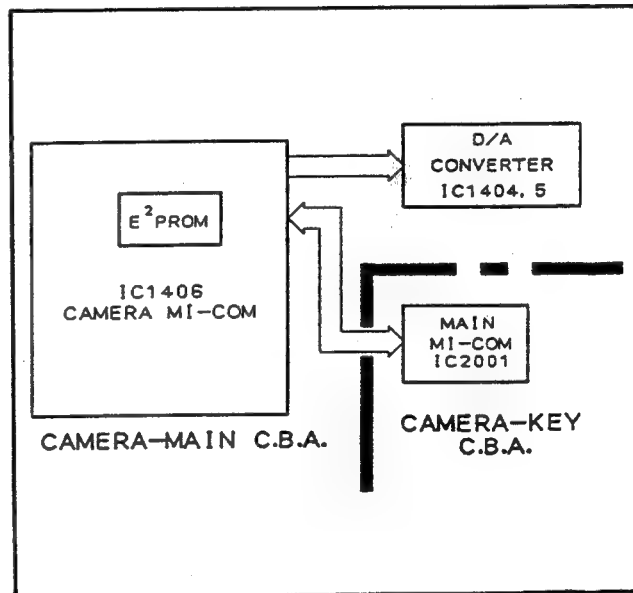 D/A
CONVERTER
IC1404.5
E²PROM
IC1406
CAMERA MI-COM
MAIN
MI-COM
IC2001
CAMERA-MAIN C.B.A.
CAMERA-KEY
C.B.A.